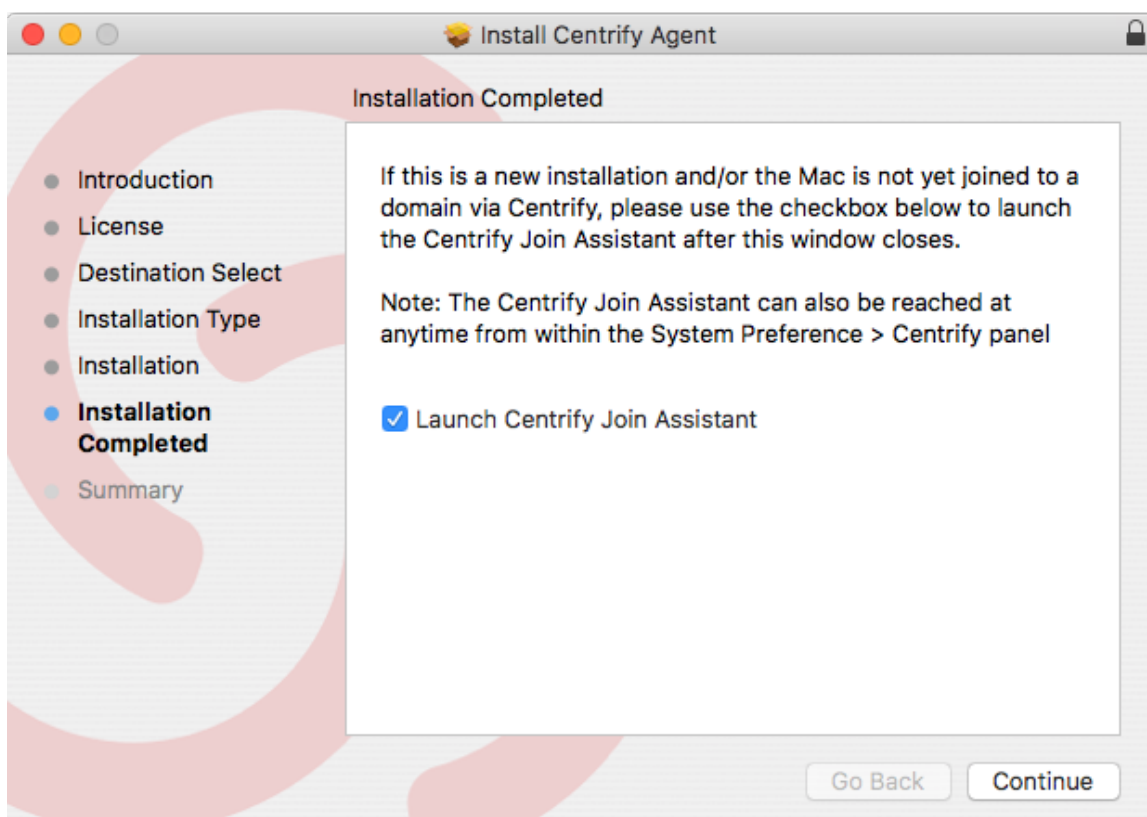 Install Centrify Agent
Installation Completed
Introduction
License
Destination Select
Installation Type
Installation
Installation
Completed
Summary
If this is a new installation and/or the Mac is not yet joined to a
domain via Centrify, please use the checkbox below to launch
the Centrify Join Assistant after this window closes.
Note: The Centrify Join Assistant can also be reached at
anytime from within the System Preference > Centrify panel
Launch Centrify Join Assistant
Go Back
Continue